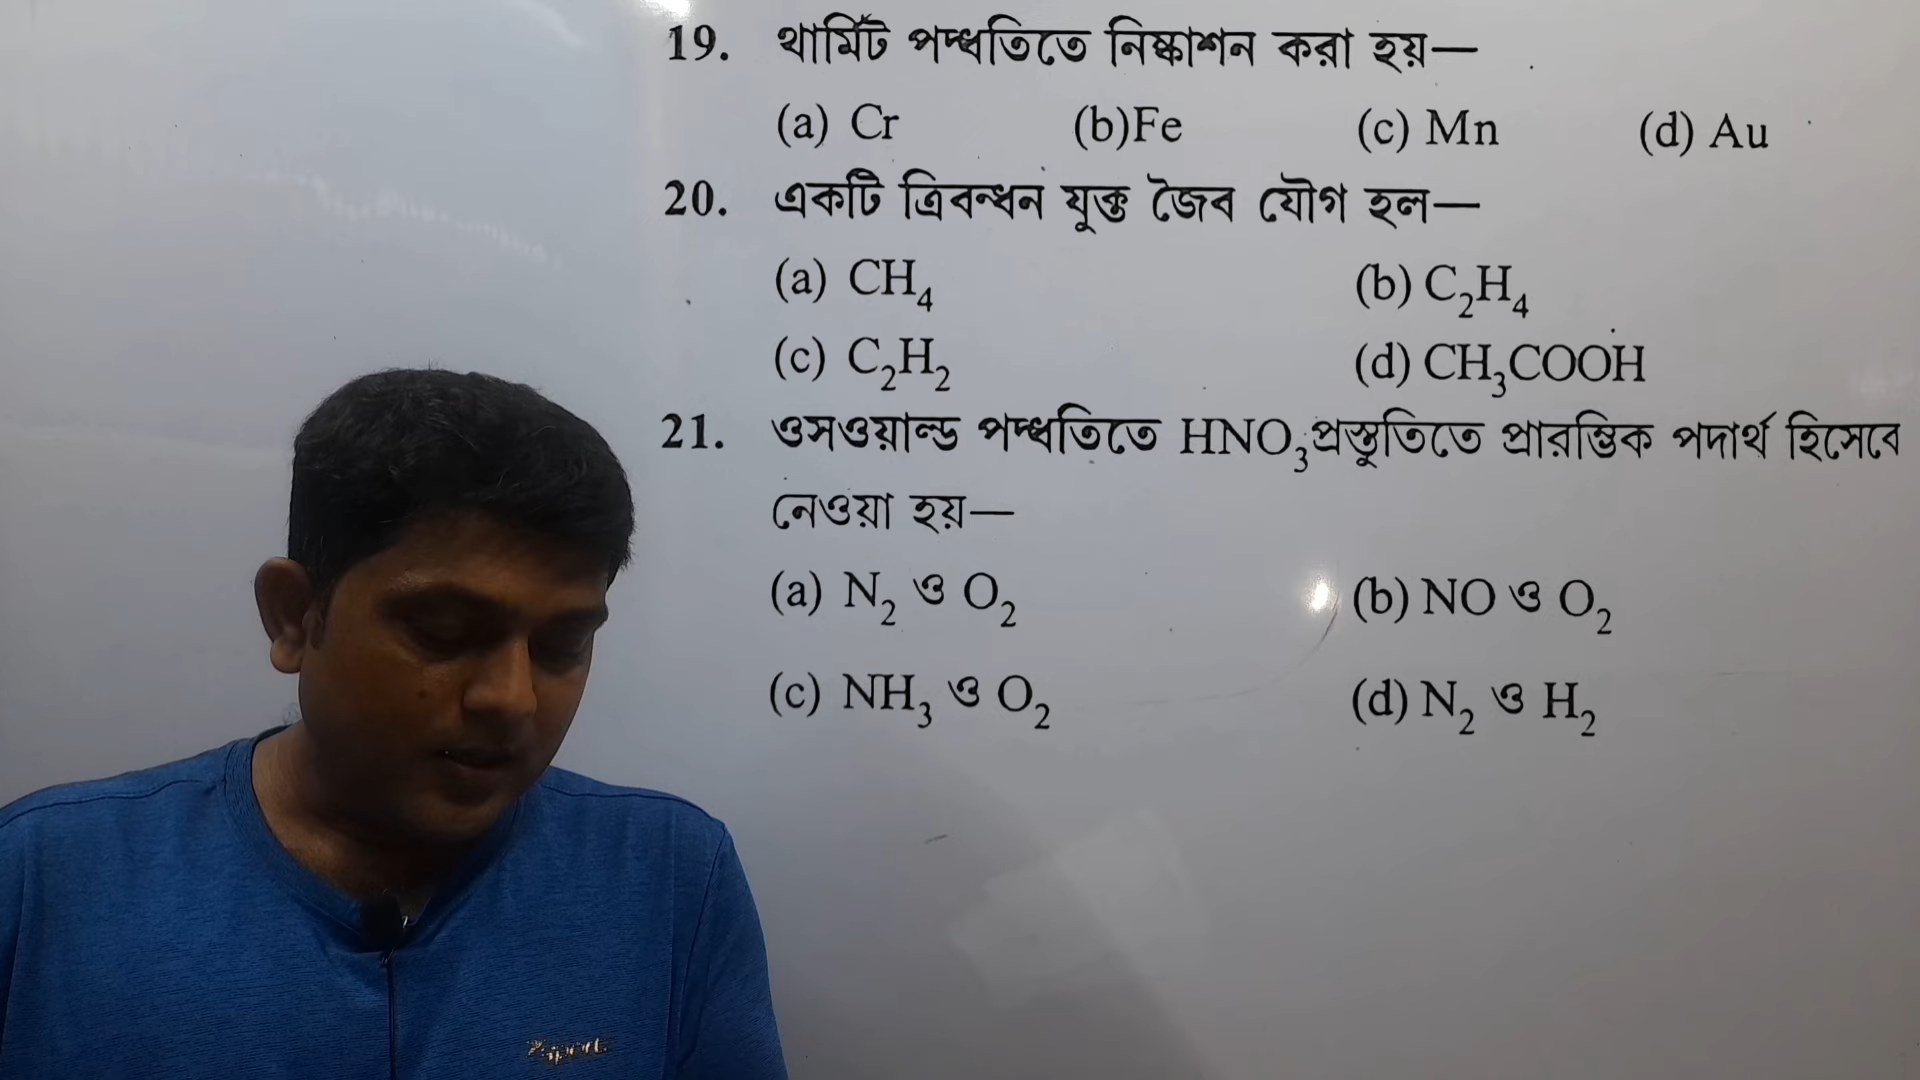 19. থার্মিট পদ্ধতিতে নিষ্কাশন করা হয়—
(a) Cr (b)Fe (c) Mn (d) Au
20. একটি ত্রিবন্ধন যুক্ত জৈব যৌগ হল—
(a) CH₄ (b) C₂H₄
(c) C₂H₂ (d) CH₃COOH
21. ওসওয়াল্ড পদ্ধতিতে HNO₃প্রস্তুতিতে প্রারম্ভিক পদার্থ হিসেবে
নেওয়া হয়—
(a) N₂ ও O₂ (b) NO ও O₂
(c) NH₃ ও O₂ (d) N₂ ও H₂